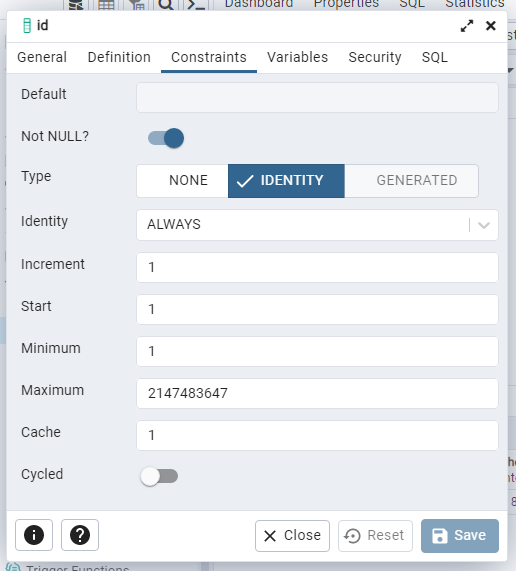 Dashboard Properties SQL Statistics
id
General Definition Constraints Variables Security SQL
Default
Not NULL?
Type NONE IDENTITY GENERATED
Identity ALWAYS
Increment 1
Start 1
Minimum 1
Maximum 2147483647
Cache 1
Cycled
Close Reset Save
Trigger Functions